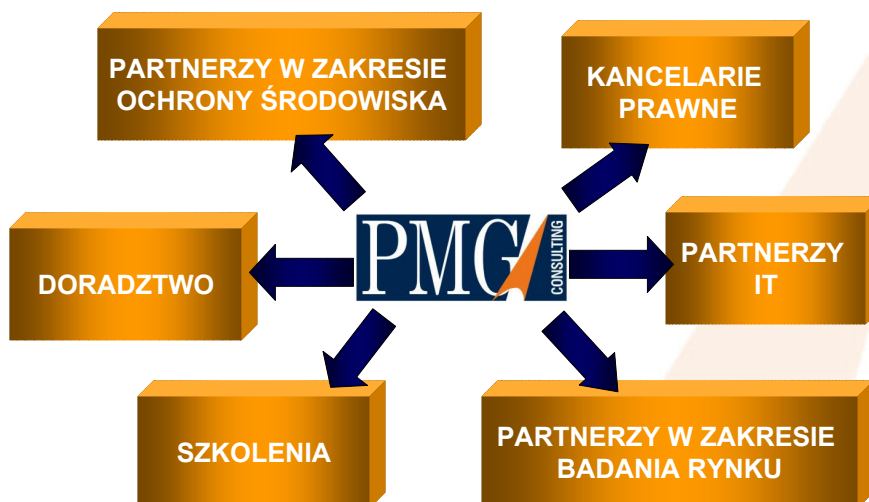 PARTNERZY W ZAKRESIE
OCHRONY ŚRODOWISKA
KANCELARIE
PRAWNE
PMG
CONSULTING
DORADZTWO
PARTNERZY
IT
SZKOLENIA
PARTNERZY W ZAKRESIE
BADANIA RYNKU